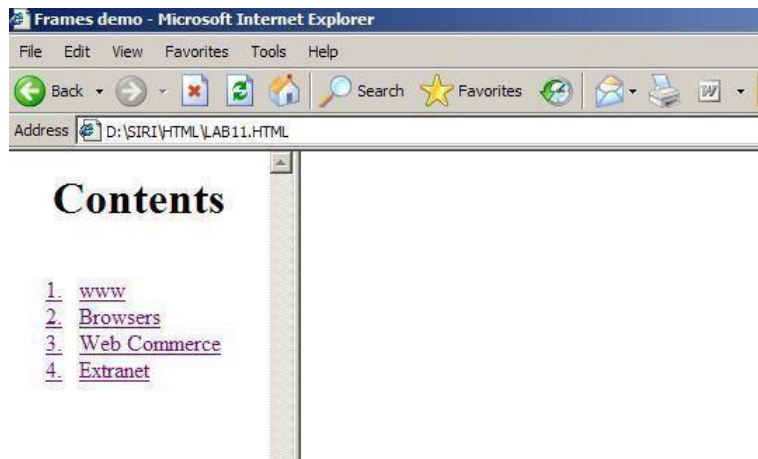 Frames demo - Microsoft Internet Explorer
File Edit View Favorites Tools Help
Back Search Favorites
Address D:\SIRI\HTML\LAB11.HTML
Contents
1. www
2. Browsers
3. Web Commerce
4. Extranet